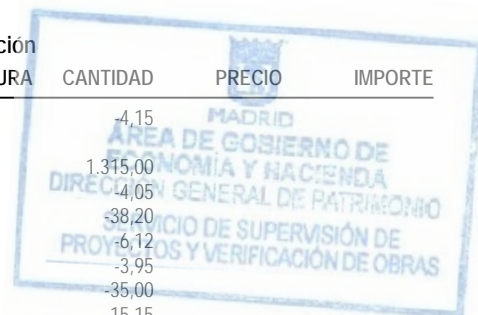 ción
URA CANTIDAD PRECIO IMPORTE
-4,15
MADRID
ÁREA DE GOBIERNO DE
ECONOMÍA Y HACIENDA
1.315,00
DIRECCIÓN GENERAL DE PATRIMONIO
-4,05
-38,20
SERVICIO DE SUPERVISIÓN DE
-6,12
PROYECTOS Y VERIFICACIÓN DE OBRAS
-3,95
-35,00
15,15